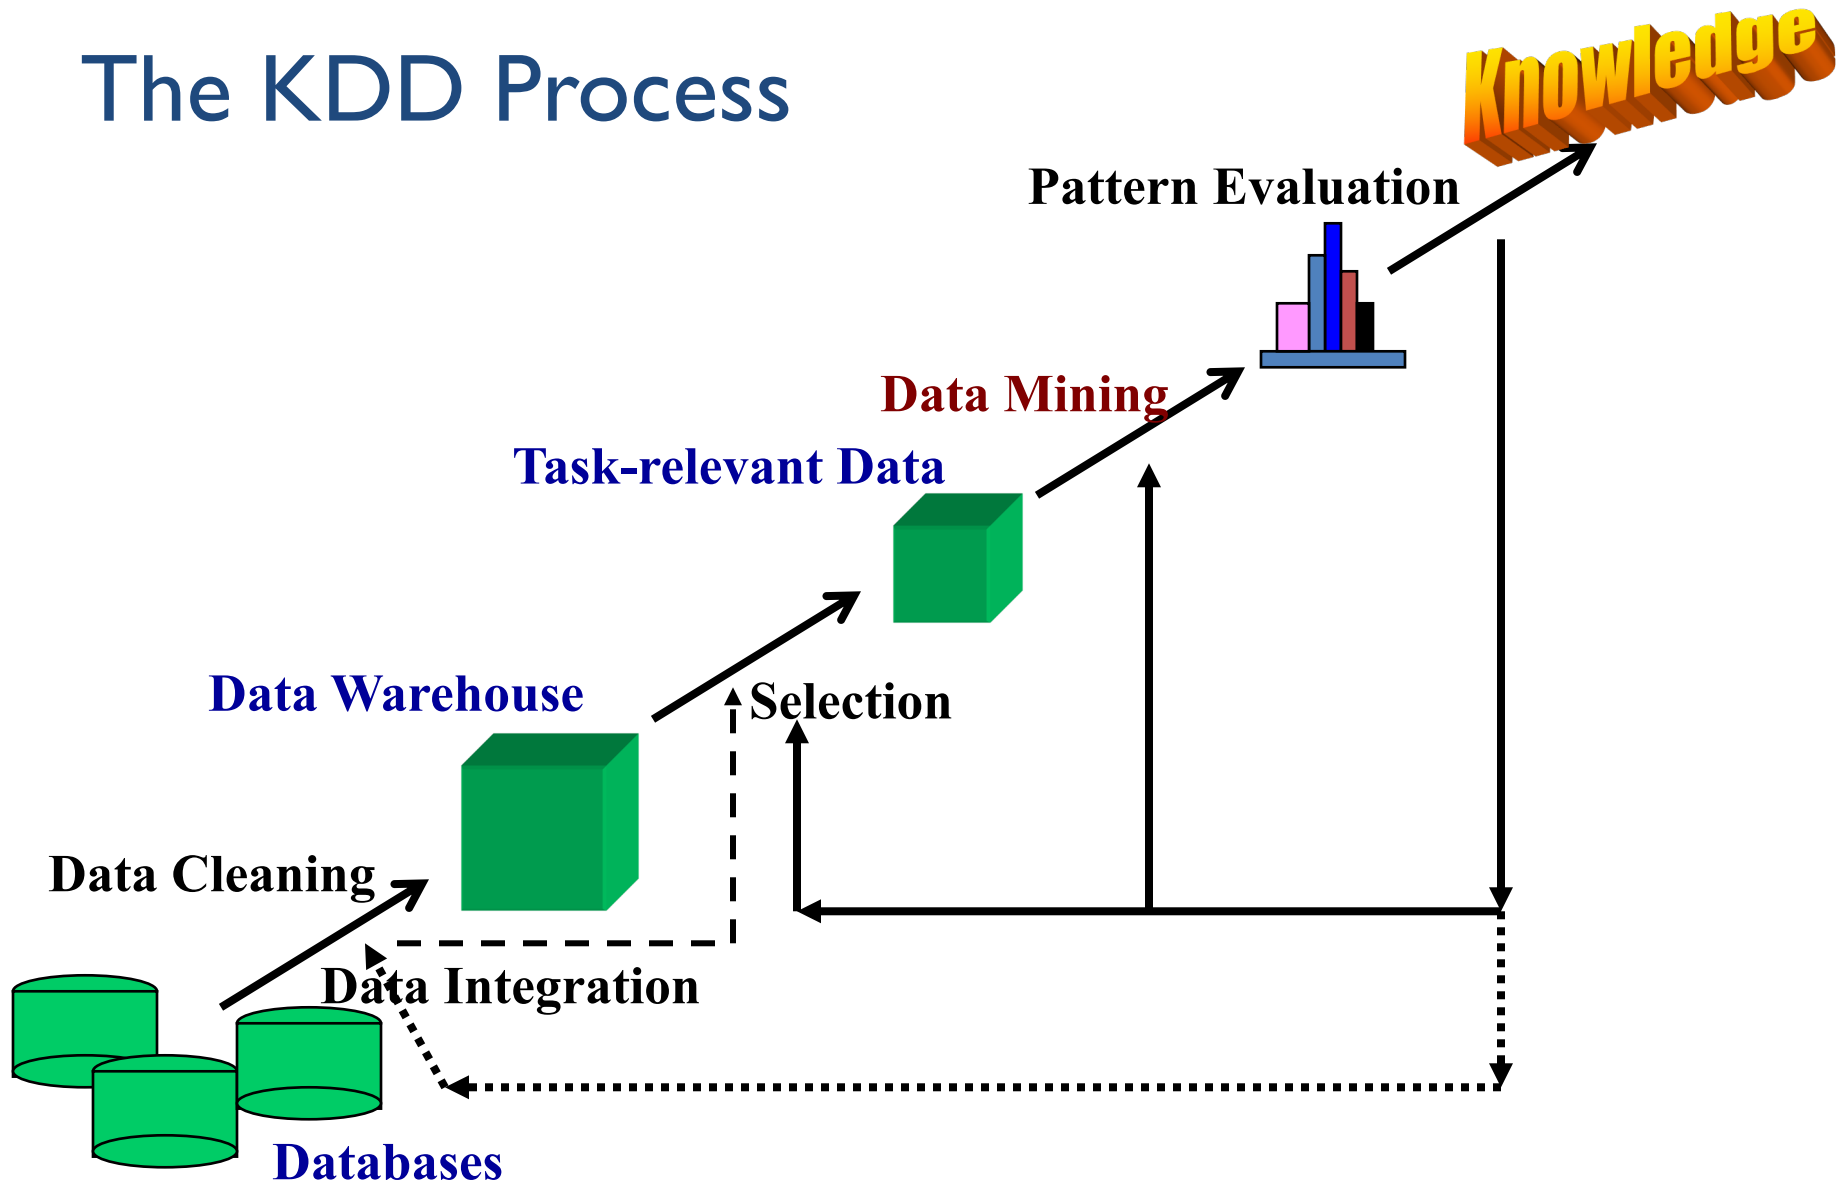 The KDD Process
Knowledge
Pattern Evaluation
Data Mining
Task-relevant Data
Data Warehouse
Selection
Data Cleaning
Data Integration
Databases